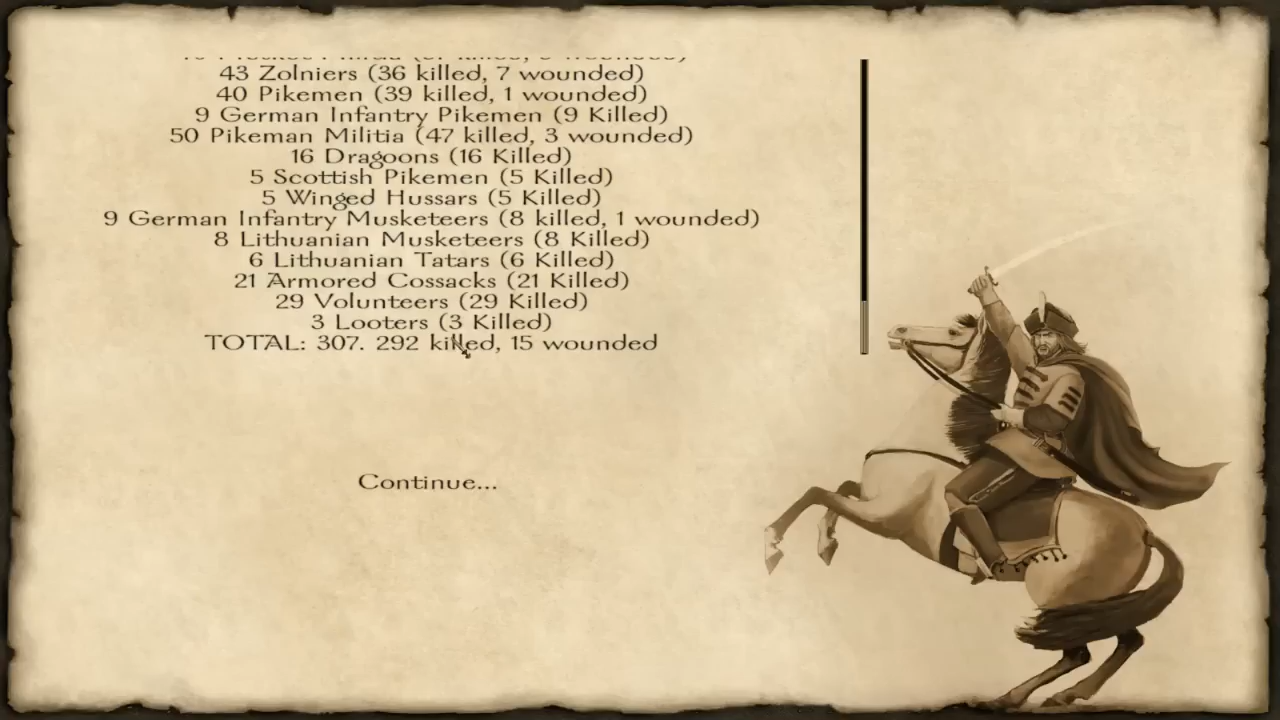 43 Zolniers (36 killed, 7 wounded)
40 Pikemen (39 killed, 1 wounded)
9 German Infantry Pikemen (9 Killed)
50 Pikeman Militia (47 killed, 3 wounded)
16 Dragoons (16 Killed)
5 Scottish Pikemen (5 Killed)
5 Winged Hussars (5 Killed)
9 German Infantry Musketeers (8 killed, 1 wounded)
8 Lithuanian Musketeers (8 Killed)
6 Lithuanian Tatars (6 Killed)
21 Armored Cossacks (21 Killed)
29 Volunteers (29 Killed)
3 Looters (3 Killed)
TOTAL: 307. 292 killed, 15 wounded
Continue...